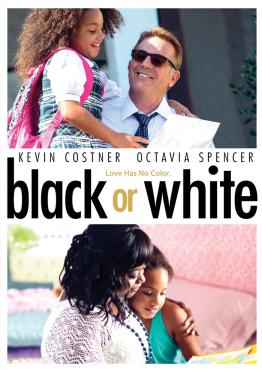 KEVIN COSTNER OCTAVIA SPENCER
Love Has No Color.
black or white